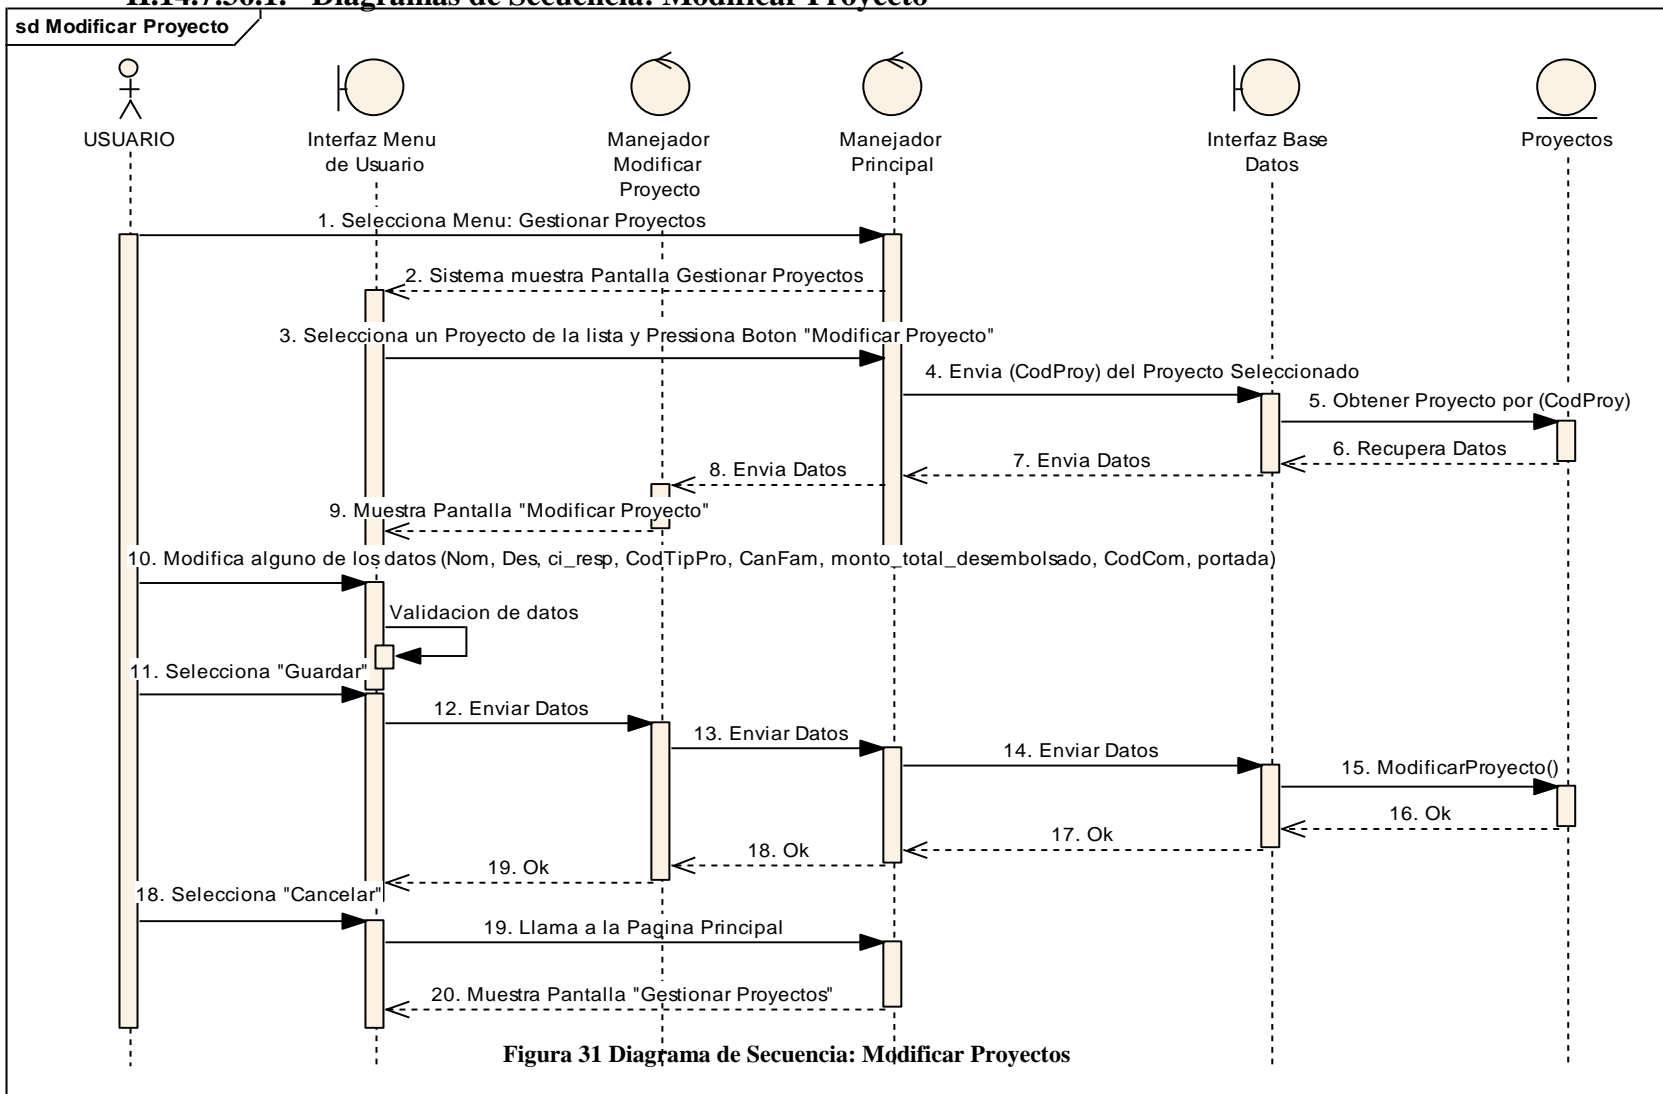 II.14.7.36.1. Diagramas de Secuencia: Modificar Proyecto
sd Modificar Proyecto
USUARIO
Interfaz Menu
de Usuario
Manejador
Modificar
Proyecto
Manejador
Principal
Interfaz Base
Datos
Proyectos
1. Selecciona Menu: Gestionar Proyectos
2. Sistema muestra Pantalla Gestionar Proyectos
3. Selecciona un Proyecto de la lista y Pressiona Boton "Modificar Proyecto"
4. Envia (CodProy) del Proyecto Seleccionado
5. Obtener Proyecto por (CodProy)
6. Recupera Datos
7. Envia Datos
8. Envia Datos
9. Muestra Pantalla "Modificar Proyecto"
10. Modifica alguno de los datos (Nom, Des, ci_resp, CodTipPro, CanFam, monto_total_desembolsado, CodCom, portada)
Validacion de datos
11. Selecciona "Guardar"
12. Enviar Datos
13. Enviar Datos
14. Enviar Datos
15. ModificarProyecto()
16. Ok
17. Ok
18. Ok
19. Ok
18. Selecciona "Cancelar"
19. Llama a la Pagina Principal
20. Muestra Pantalla "Gestionar Proyectos"
Figura 31 Diagrama de Secuencia: Modificar Proyectos